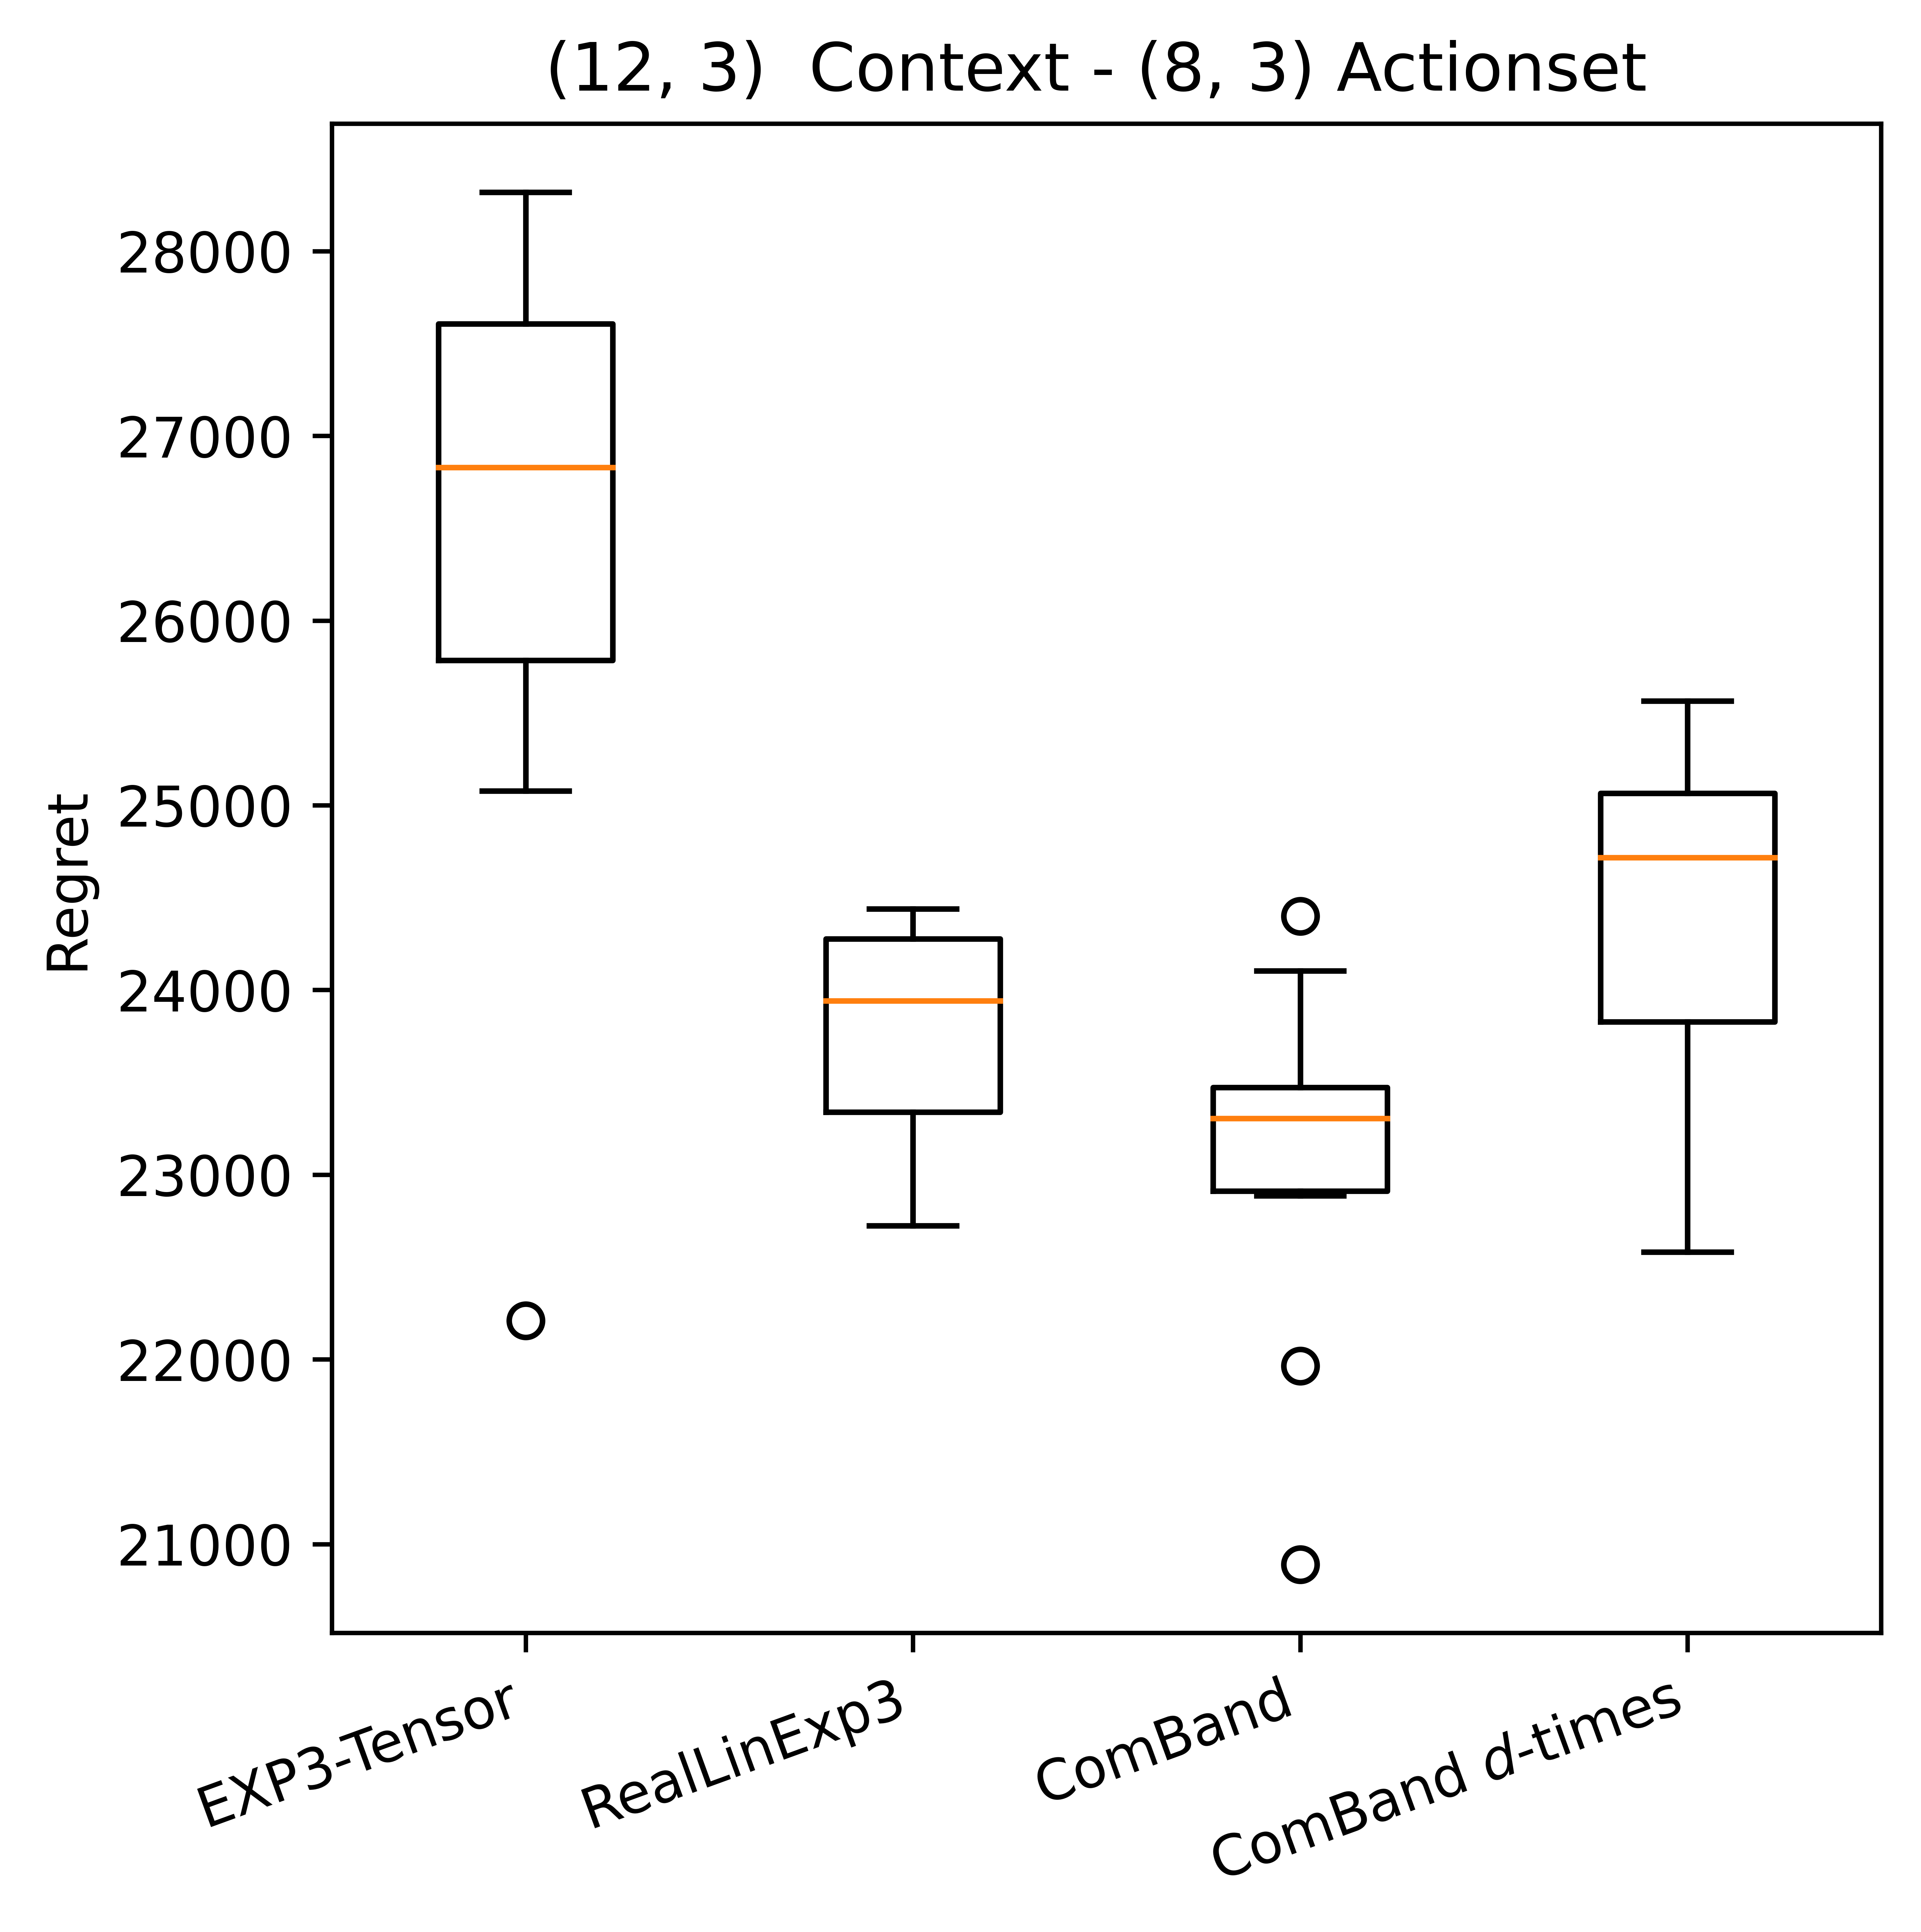 (12, 3)  Context - (8, 3) Actionset
Regret
28000
27000
26000
25000
24000
23000
22000
21000
EXP3-Tensor
RealLinExp3
ComBand
ComBand d-times